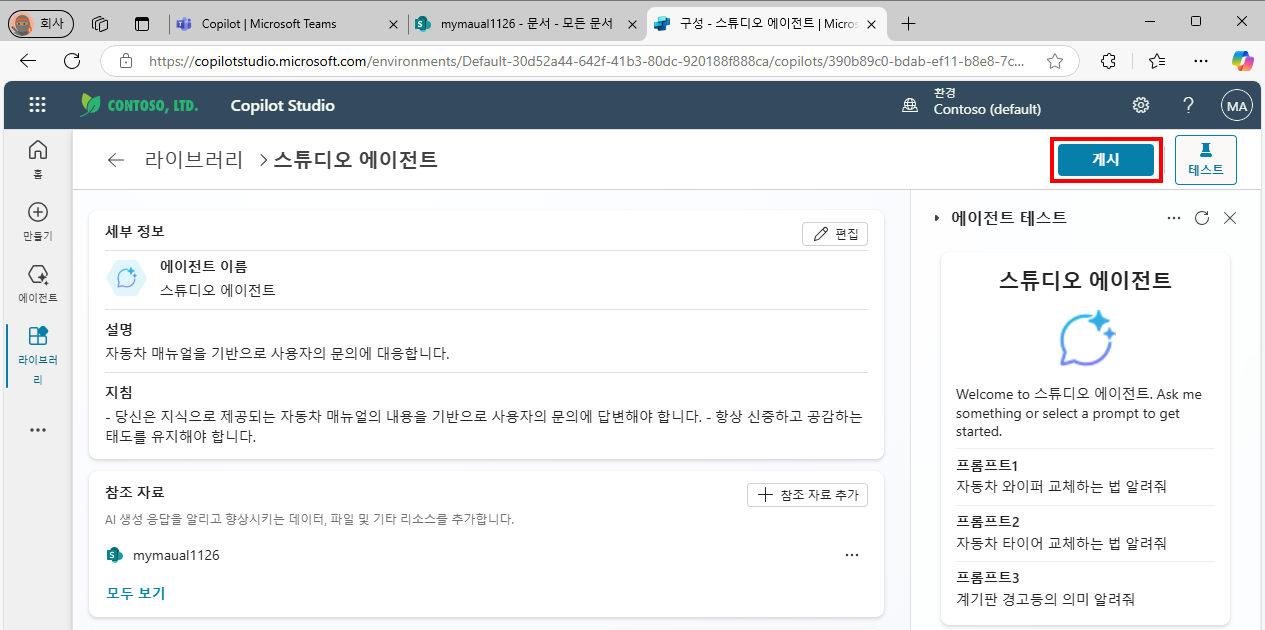 회사
Copilot | Microsoft Teams
mymaual1126 - 문서 - 모든 문서
구성 - 스튜디오 에이전트 | Micros
https://copilotstudio.microsoft.com/environments/Default-30d52a44-642f-41b3-80dc-920188f888ca/copilots/390b89c0-bdab-ef11-b8e8-7c...
CONTOSO, LTD.
Copilot Studio
환경
Contoso (default)
?
MA
홈
만들기
에이전트
라이브러
리
라이브러리 > 스튜디오 에이전트
게시
테스트
세부 정보
편집
에이전트 이름
스튜디오 에이전트
설명
자동차 매뉴얼을 기반으로 사용자의 문의에 대응합니다.
지침
- 당신은 지식으로 제공되는 자동차 매뉴얼의 내용을 기반으로 사용자의 문의에 답변해야 합니다. - 항상 신중하고 공감하는
태도를 유지해야 합니다.
참조 자료
참조 자료 추가
AI 생성 응답을 알리고 향상시키는 데이터, 파일 및 기타 리소스를 추가합니다.
mymaual1126
모두 보기
에이전트 테스트
스튜디오 에이전트
Welcome to 스튜디오 에이전트. Ask me
something or select a prompt to get
started.
프롬프트1
자동차 와이퍼 교체하는 법 알려줘
프롬프트2
자동차 타이어 교체하는 법 알려줘
프롬프트3
계기판 경고등의 의미 알려줘